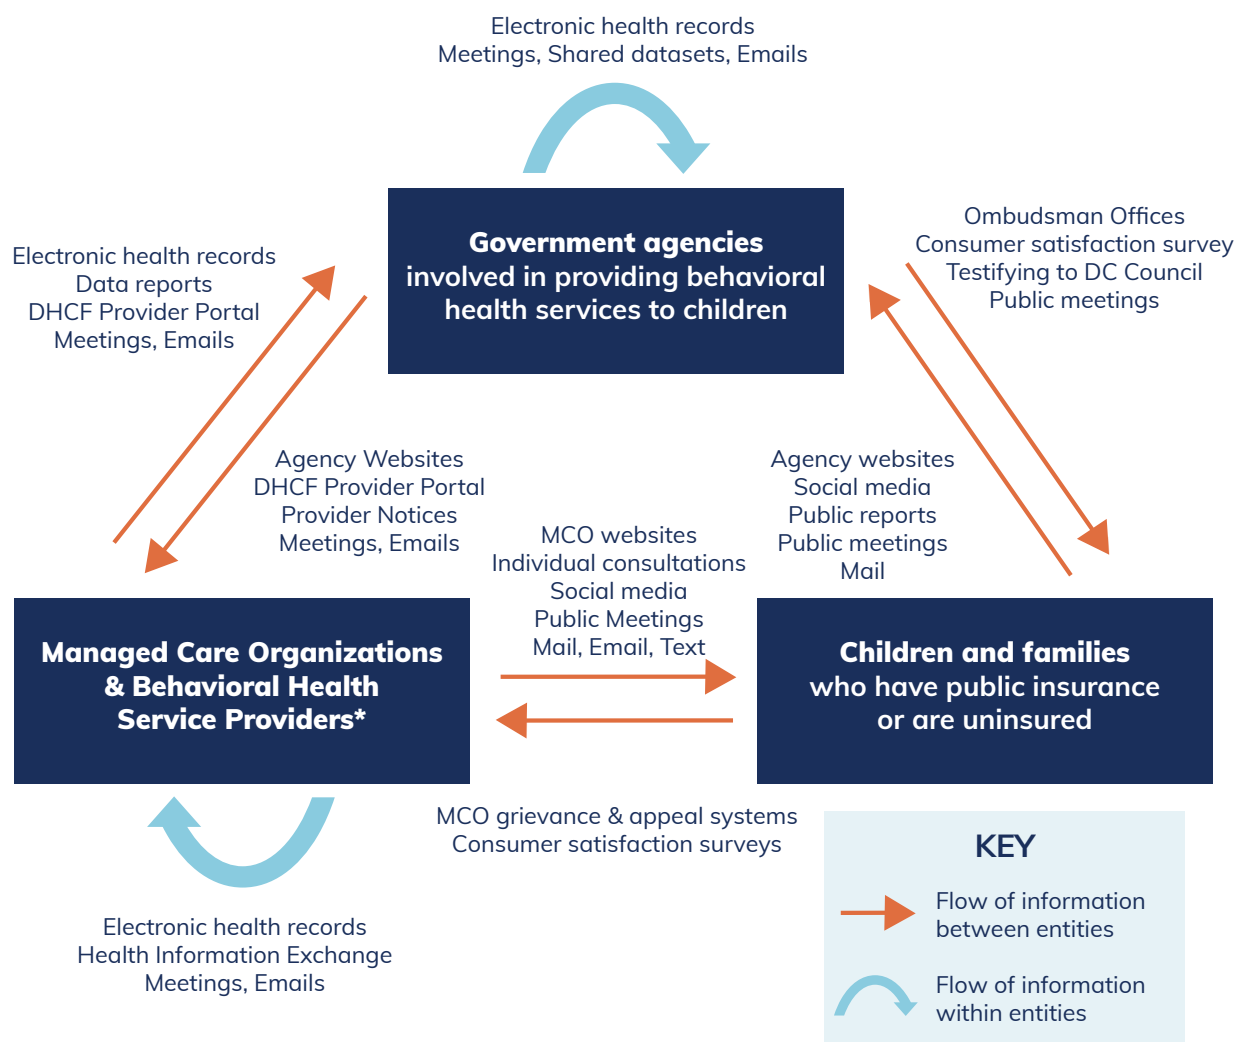 Electronic health records
Meetings, Shared datasets, Emails
Government agencies
involved in providing behavioral
health services to children
Electronic health records
Data reports
DHCF Provider Portal
Meetings, Emails
Ombudsman Offices
Consumer satisfaction survey
Testifying to DC Council
Public meetings
Agency Websites
DHCF Provider Portal
Provider Notices
Meetings, Emails
MCO websites
Individual consultations
Social media
Public Meetings
Mail, Email, Text
Agency websites
Social media
Public reports
Public meetings
Mail
Managed Care Organizations
& Behavioral Health
Service Providers*
Children and families
who have public insurance
or are uninsured
MCO grievance & appeal systems
Consumer satisfaction surveys
Electronic health records
Health Information Exchange
Meetings, Emails
KEY
Flow of information
between entities
Flow of information
within entities